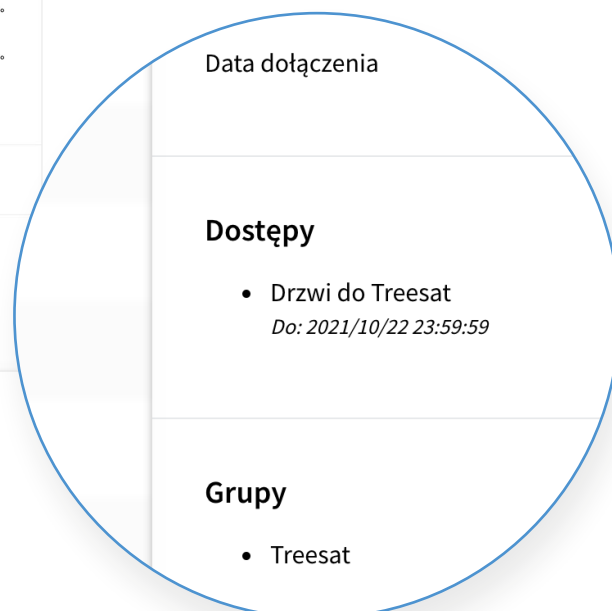 Data dołączenia
Dostępy
• Drzwi do Treesat
Do: 2021/10/22 23:59:59
Grupy
• Treesat